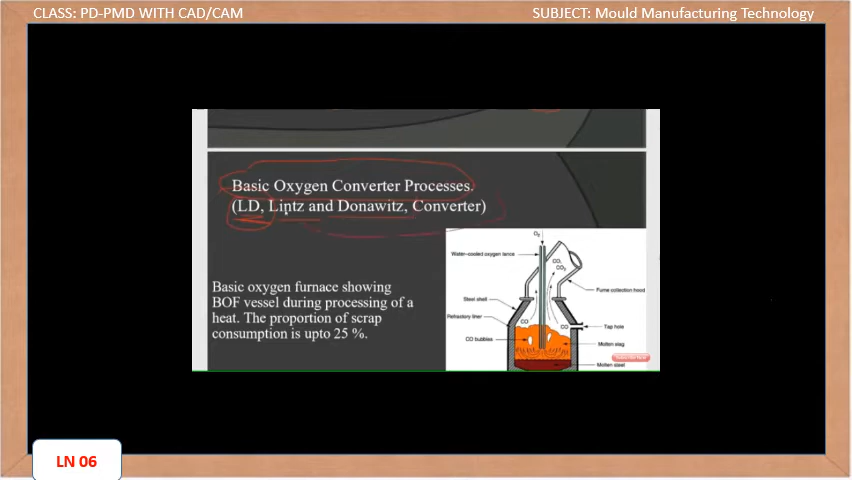 CLASS: PD-PMD WITH CAD/CAM
SUBJECT: Mould Manufacturing Technology
Basic Oxygen Converter Processes.
(LD, Lintz and Donawitz, Converter)
Basic oxygen furnace showing
BOF vessel during processing of a
heat. The proportion of scrap
consumption is upto 25 %.
O₂
Water-cooled oxygen lance
CO,
CO₂
Fume collection hood
Steel shell
Refractory liner
CO
CO
Tap hole
CO bubbles
Molten slag
Molten steel
LN 06